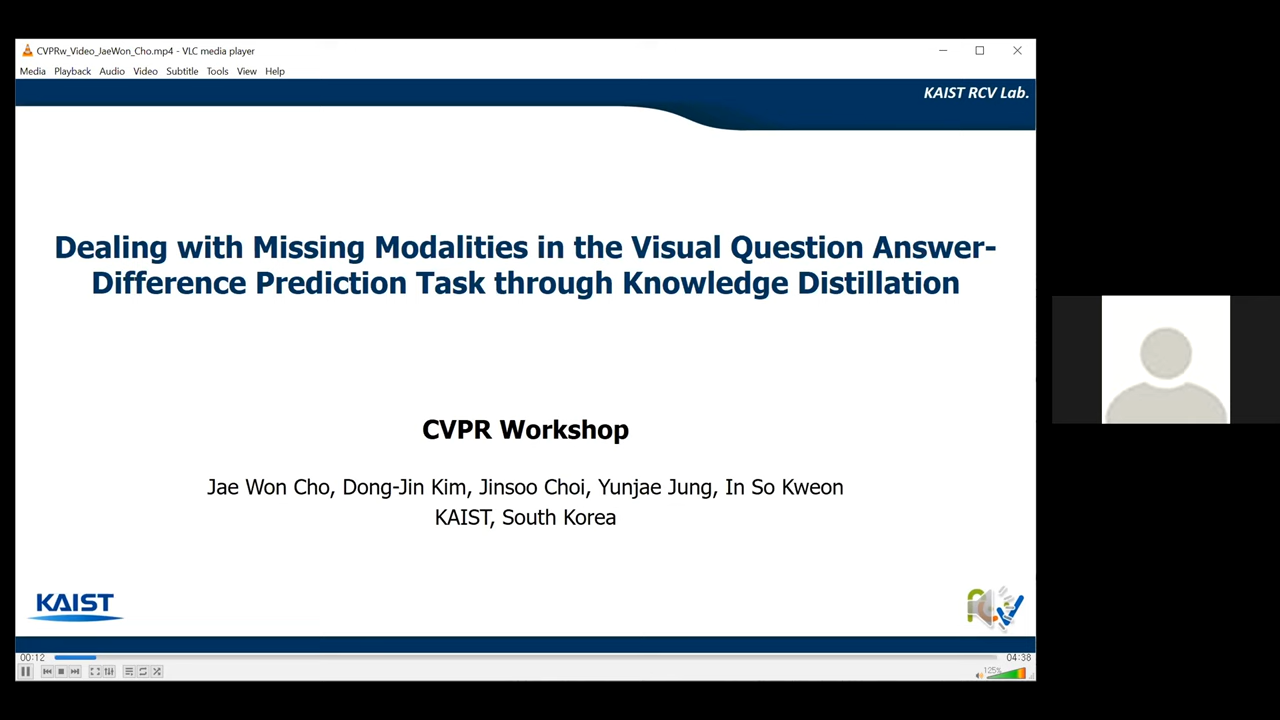 CVPRw_Video_JaeWon_Cho.mp4 - VLC media player
Media Playback Audio Video Subtitle Tools View Help
KAIST RCV Lab.
Dealing with Missing Modalities in the Visual Question Answer-
Difference Prediction Task through Knowledge Distillation
CVPR Workshop
Jae Won Cho, Dong-Jin Kim, Jinsoo Choi, Yunjae Jung, In So Kweon
KAIST, South Korea
KAIST
00:12
04:38
125%